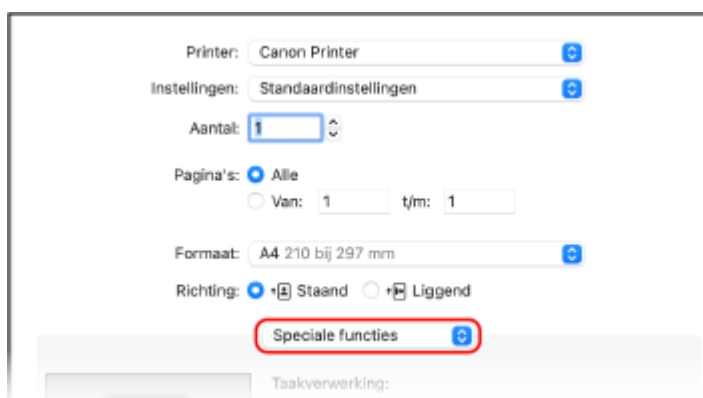 Printer: Canon Printer
Instellingen: Standaardinstellingen
Aantal: 1
Pagina's: Alle
Van: 1 t/m: 1
Formaat: A4 210 bij 297 mm
Richting: Staand Liggend
Speciale functies
Taakverwerking: